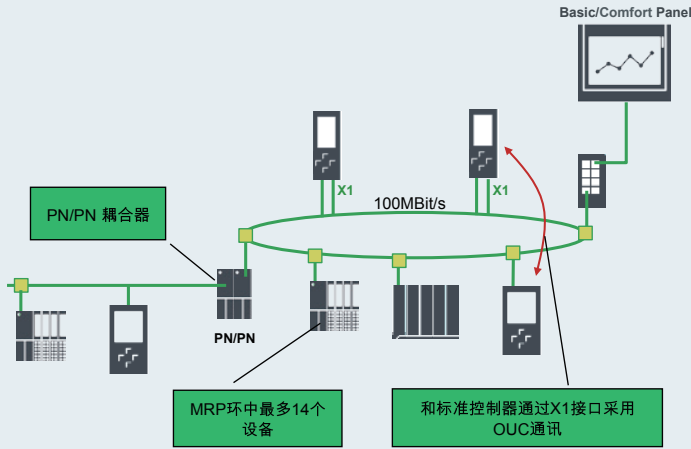 Basic/Comfort Panel
X1
X1
100MBit/s
PN/PN 耦合器
PN/PN
MRP环中最多14个
设备
和标准控制器通过X1接口采用
OUC通讯